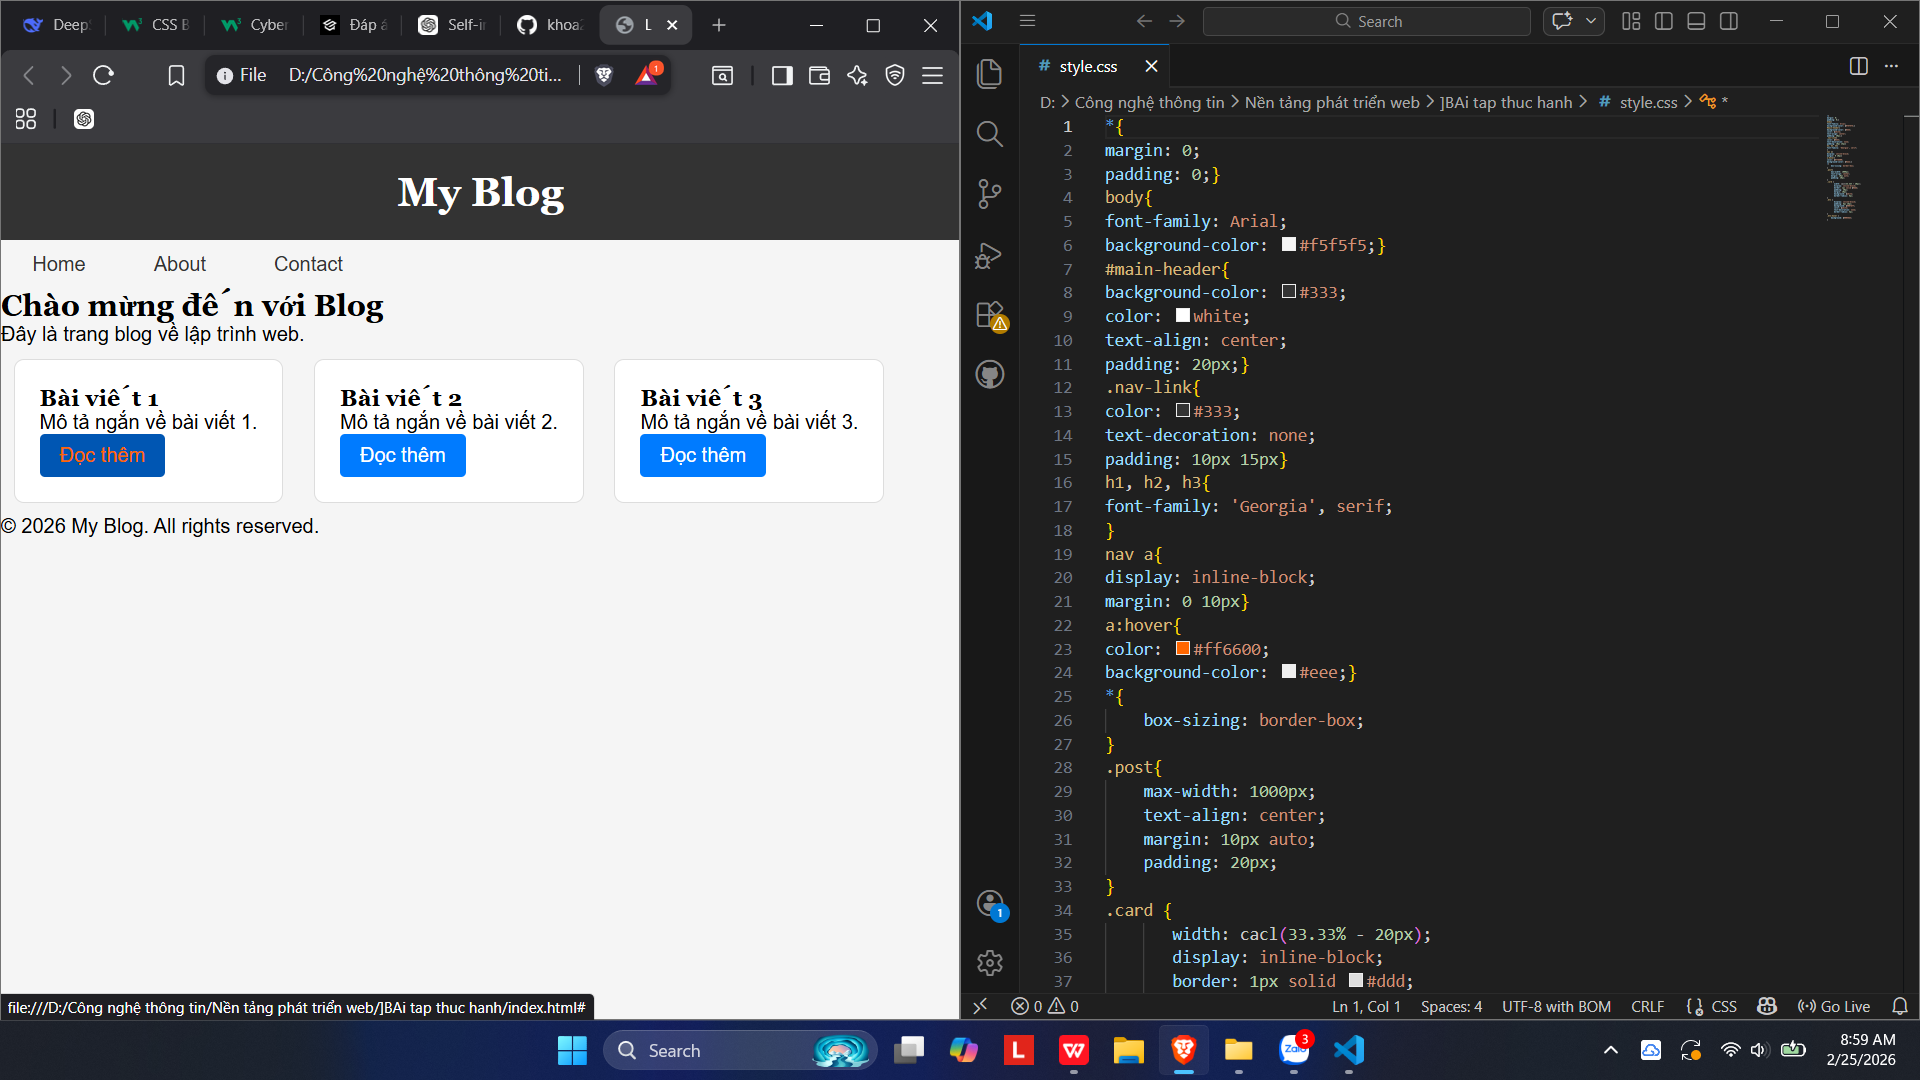 Deep
CSS B
Cyber
Đáp á
Self-i
khoa
L
File D:/Công%20nghệ%20thông%20ti...
1
My Blog
Home About Contact
Chào mừng đến với Blog
Đây là trang blog về lập trình web.
Bài viết 1
Mô tả ngắn về bài viết 1.
Đọc thêm
Bài viết 2
Mô tả ngắn về bài viết 2.
Đọc thêm
Bài viết 3
Mô tả ngắn về bài viết 3.
Đọc thêm
© 2026 My Blog. All rights reserved.
file:///D:/Công nghệ thông tin/Nền tảng phát triển web/]BAi tap thuc hanh/index.html#
Search
# style.css
D: > Công nghệ thông tin > Nền tảng phát triển web > ]BAi tap thuc hanh > # style.css > *
1 *{
2 margin: 0;
3 padding: 0;}
4 body{
5 font-family: Arial;
6 background-color: #f5f5f5;}
7 #main-header{
8 background-color: #333;
9 color: white;
10 text-align: center;
11 padding: 20px;}
12 .nav-link{
13 color: #333;
14 text-decoration: none;
15 padding: 10px 15px}
16 h1, h2, h3{
17 font-family: 'Georgia', serif;
18 }
19 nav a{
20 display: inline-block;
21 margin: 0 10px}
22 a:hover{
23 color: #ff6600;
24 background-color: #eee;}
25 *{
26 box-sizing: border-box;
27 }
28 .post{
29 max-width: 1000px;
30 text-align: center;
31 margin: 10px auto;
32 padding: 20px;
33 }
34 .card {
35 width: cacl(33.33% - 20px);
36 display: inline-block;
37 border: 1px solid #ddd;
1
0 0 Ln 1, Col 1 Spaces: 4 UTF-8 with BOM CRLF CSS Go Live
Search
L
Zalo
3
8:59 AM
2/25/2026